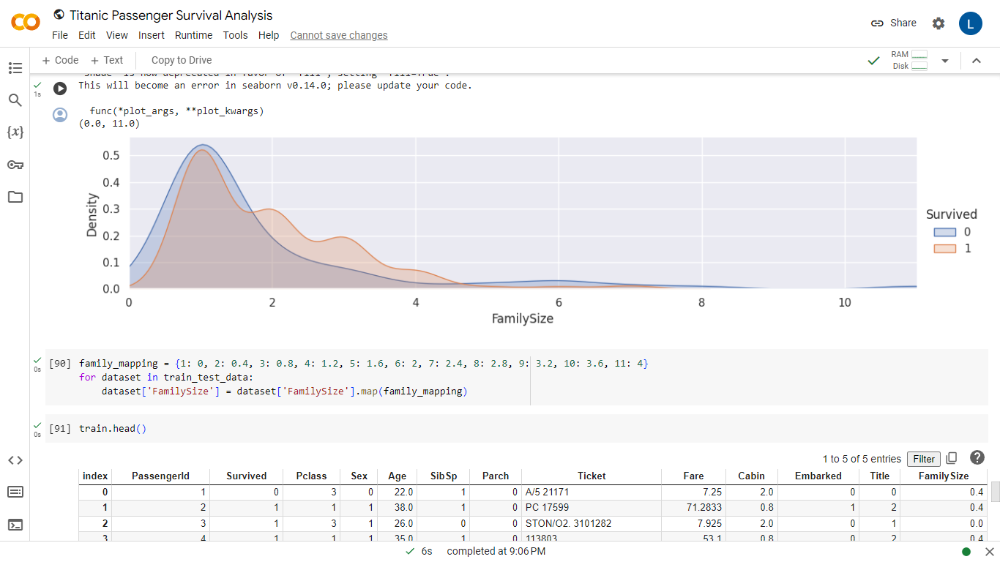 Titanic Passenger Survival Analysis
File Edit View Insert Runtime Tools Help Cannot save changes
Share
L
+ Code + Text Copy to Drive
RAM
Disk
{x}
`shade` is now deprecated in favor of `fill`; setting `fill=True`.
1s
This will become an error in seaborn v0.14.0; please update your code.
func(*plot_args, **plot_kwargs)
(0.0, 11.0)
0.5
0.4
0.3
0.2
0.1
0.0
Density
0 2 4 6 8 10
FamilySize
Survived
0
1
0s
[90] family_mapping = {1: 0, 2: 0.4, 3: 0.8, 4: 1.2, 5: 1.6, 6: 2, 7: 2.4, 8: 2.8, 9: 3.2, 10: 3.6, 11: 4}
for dataset in train_test_data:
dataset['FamilySize'] = dataset['FamilySize'].map(family_mapping)
0s
[91] train.head()
1 to 5 of 5 entries Filter
index PassengerId Survived Pclass Sex Age SibSp Parch Ticket Fare Cabin Embarked Title FamilySize
0 1 0 3 0 22.0 1 0 A/5 21171 7.25 2.0 0 0 0.4
1 2 1 1 1 38.0 1 0 PC 17599 71.2833 0.8 1 2 0.4
2 3 1 3 1 26.0 0 0 STON/O2. 3101282 7.925 2.0 0 1 0.0
3 4 1 1 1 35.0 1 0 113803 53.1 0.8 0 2 0.4
6s completed at 9:06 PM